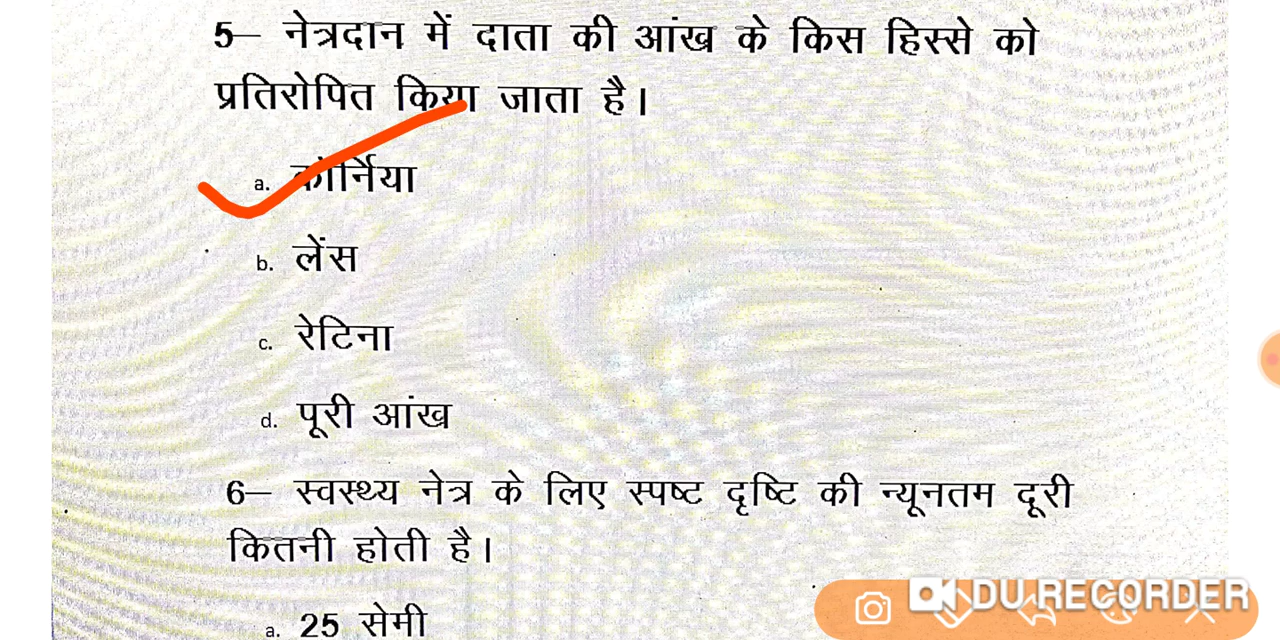 5– नेत्रदान में दाता की आंख के किस हिस्से को
प्रतिरोपित किया जाता है।
a. कोर्निया
b. लेंस
c. रेटिना
d. पूरी आंख
6– स्वस्थ्य नेत्र के लिए स्पष्ट दृष्टि की न्यूनतम दूरी
कितनी होती है।
a. 25 सेमी
DU RECORDER